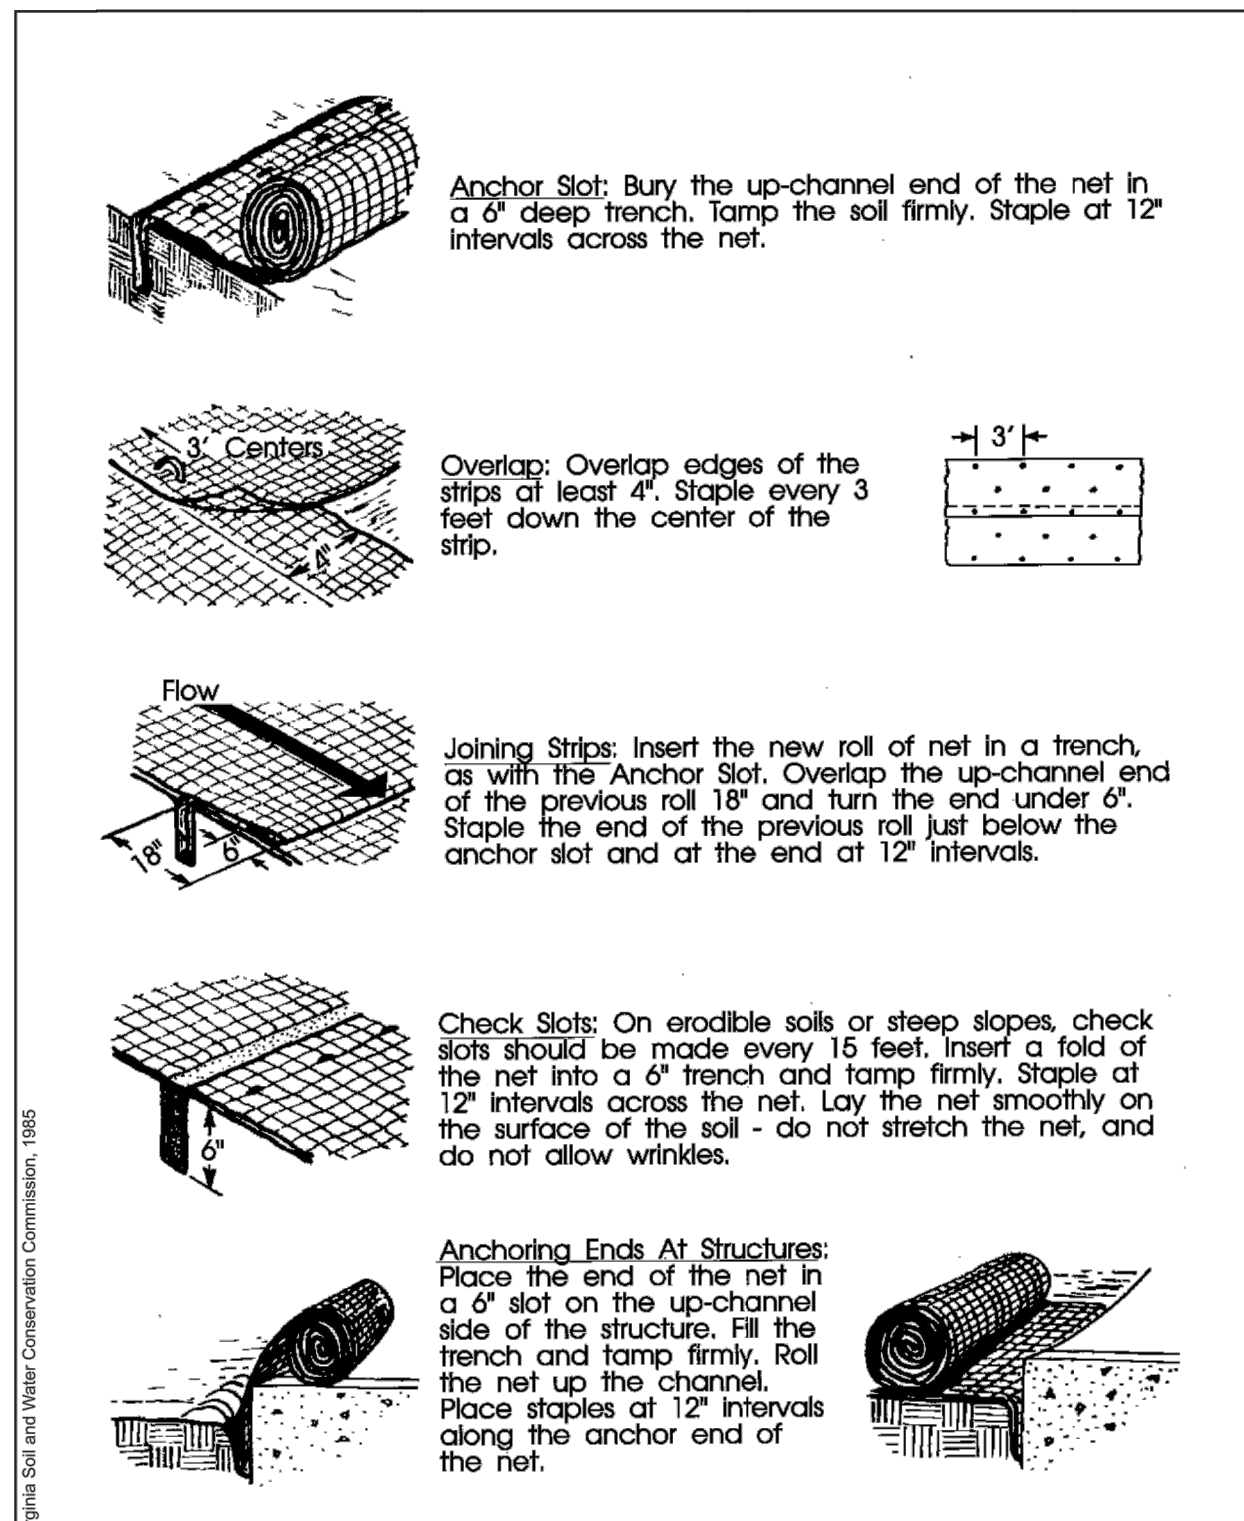 Anchor Slot: Bury the up-channel end of the net in
a 6" deep trench. Tamp the soil firmly. Staple at 12"
intervals across the net.
3' Centers
4"
Overlap: Overlap edges of the
strips at least 4". Staple every 3
feet down the center of the
strip.
3'
Flow
18"
6"
Joining Strips: Insert the new roll of net in a trench,
as with the Anchor Slot. Overlap the up-channel end
of the previous roll 18" and turn the end under 6".
Staple the end of the previous roll just below the
anchor slot and at the end at 12" intervals.
6"
Check Slots: On erodible soils or steep slopes, check
slots should be made every 15 feet. Insert a fold of
the net into a 6" trench and tamp firmly. Staple at
12" intervals across the net. Lay the net smoothly on
the surface of the soil - do not stretch the net, and
do not allow wrinkles.
Anchoring Ends At Structures:
Place the end of the net in
a 6" slot on the up-channel
side of the structure. Fill the
trench and tamp firmly. Roll
the net up the channel.
Place staples at 12" intervals
along the anchor end of
the net.
Soil and Water Conservation Commission, 1985